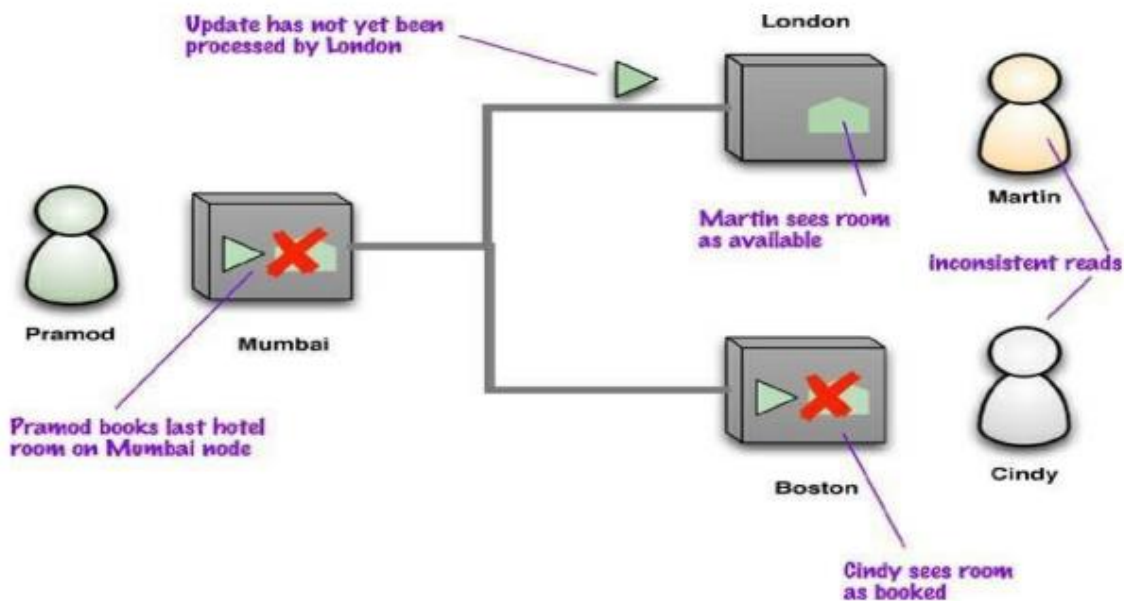 Update has not yet been
processed by London
London
Martin
Martin sees room
as available
inconsistent reads
Pramod
Mumbai
Pramod books last hotel
room on Mumbai node
Boston
Cindy
Cindy sees room
as booked